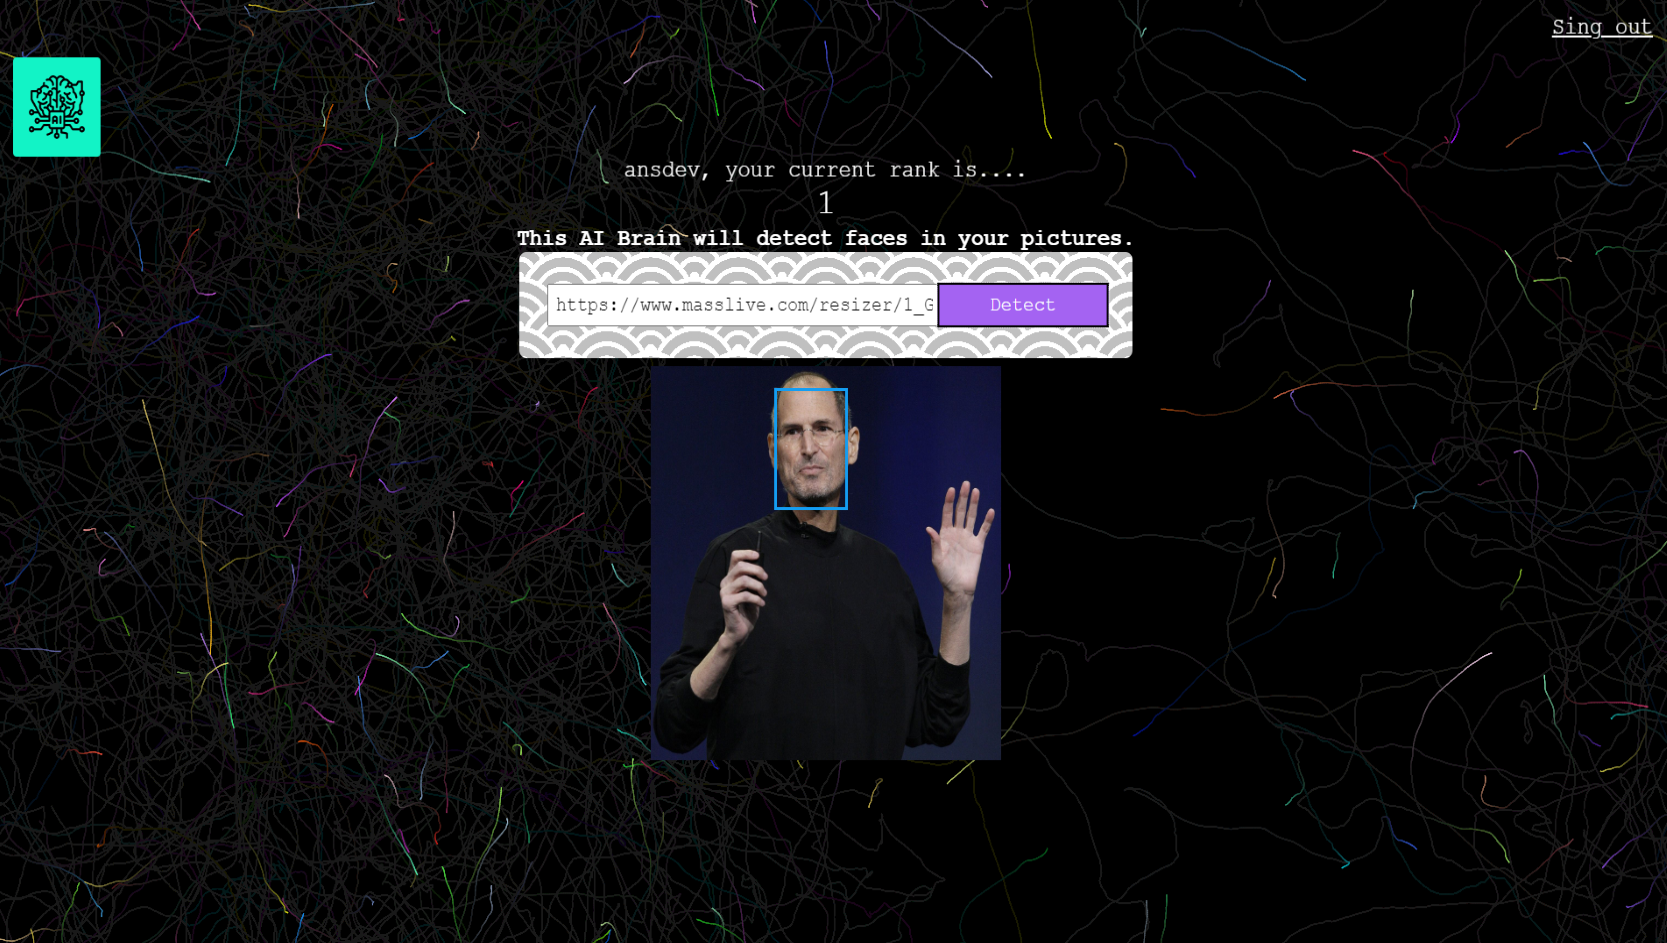 Sing out
AI
ansdev, your current rank is....
1
This AI Brain will detect faces in your pictures.
https://www.masslive.com/resizer/1_G
Detect